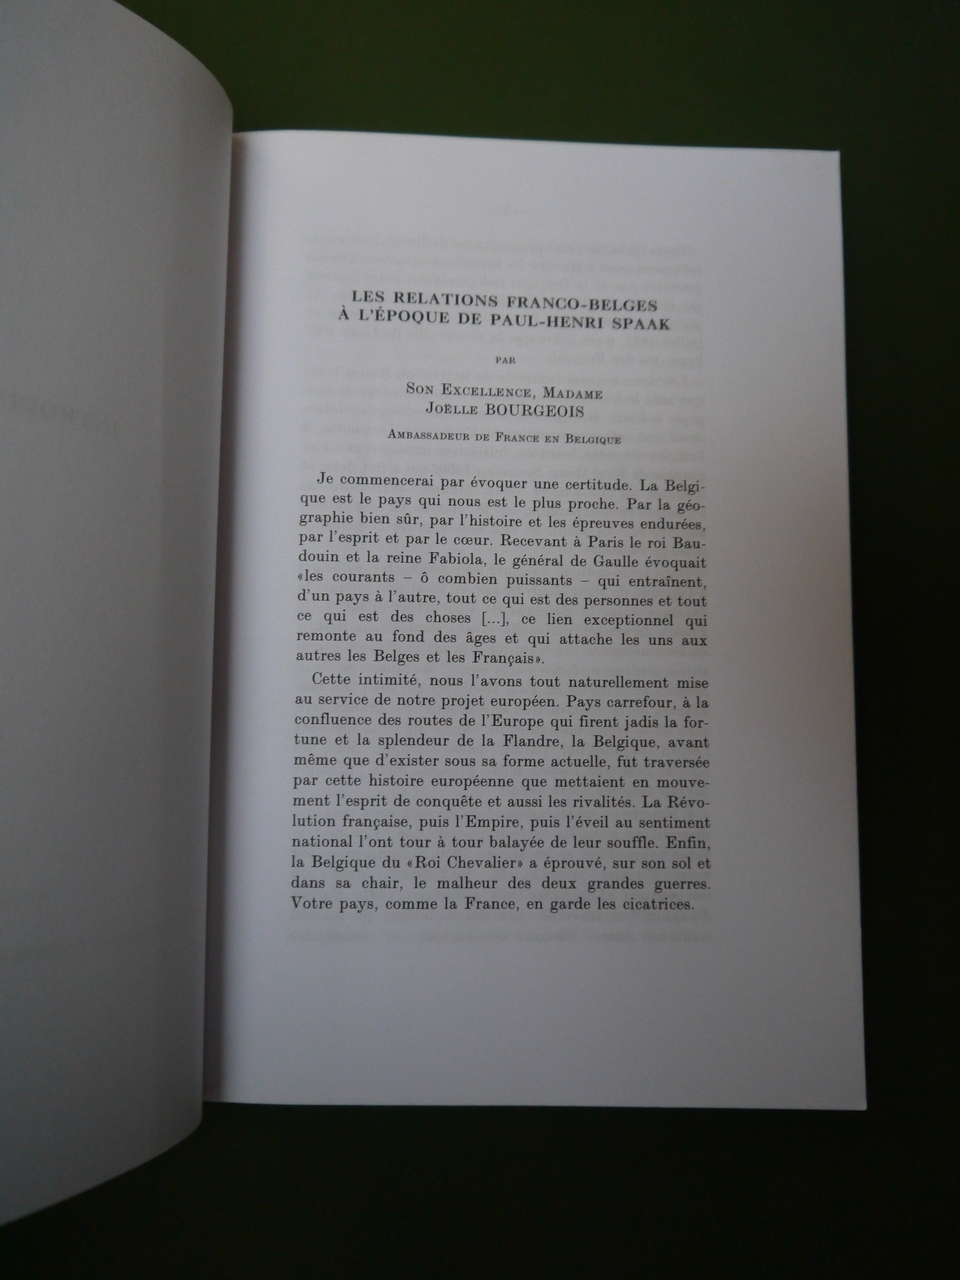 LES RELATIONS FRANCO-BELGES
À L'ÉPOQUE DE PAUL-HENRI SPAAK
PAR
SON EXCELLENCE, MADAME
JOËLLE BOURGEOIS
AMBASSADEUR DE FRANCE EN BELGIQUE
Je commencerai par évoquer une certitude. La Belgi-
que est le pays qui nous est le plus proche. Par la géo-
graphie bien sûr, par l'histoire et les épreuves endurées,
par l'esprit et par le cœur. Recevant à Paris le roi Bau-
douin et la reine Fabiola, le général de Gaulle évoquait
«les courants – ô combien puissants – qui entraînent,
d'un pays à l'autre, tout ce qui est des personnes et tout
ce qui est des choses [...], ce lien exceptionnel qui
remonte au fond des âges et qui attache les uns aux
autres les Belges et les Français».
Cette intimité, nous l'avons tout naturellement mise
au service de notre projet européen. Pays carrefour, à la
confluence des routes de l'Europe qui firent jadis la for-
tune et la splendeur de la Flandre, la Belgique, avant
même que d'exister sous sa forme actuelle, fut traversée
par cette histoire européenne que mettaient en mouve-
ment l'esprit de conquête et aussi les rivalités. La Révo-
lution française, puis l'Empire, puis l'éveil au sentiment
national l'ont tour à tour balayée de leur souffle. Enfin,
la Belgique du «Roi Chevalier» a éprouvé, sur son sol et
dans sa chair, le malheur des deux grandes guerres.
Votre pays, comme la France, en garde les cicatrices.